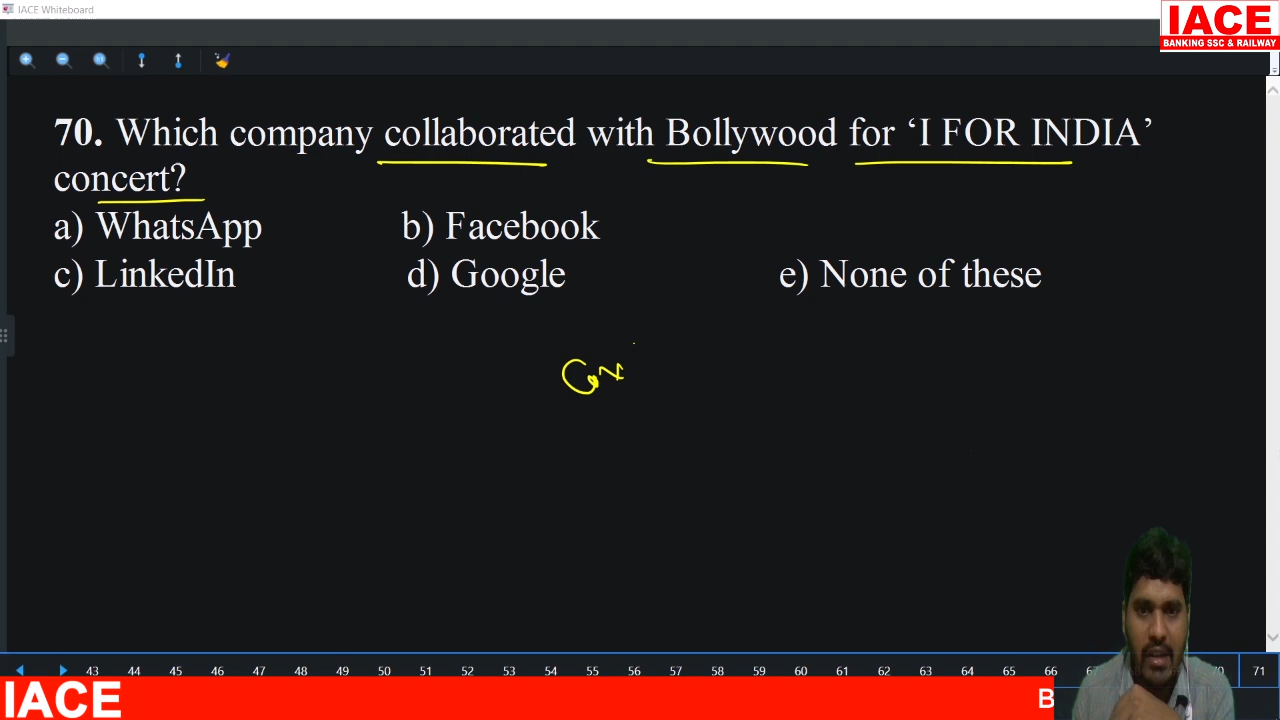 IACE Whiteboard
IACE
BANKING SSC & RAILWAY
70. Which company collaborated with Bollywood for ‘I FOR INDIA’
concert?
a) WhatsApp b) Facebook
c) LinkedIn d) Google e) None of these
43 44 45 46 47 48 49 50 51 52 53 54 55 56 57 58 59 60 61 62 63 64 65 66 71
IACE B